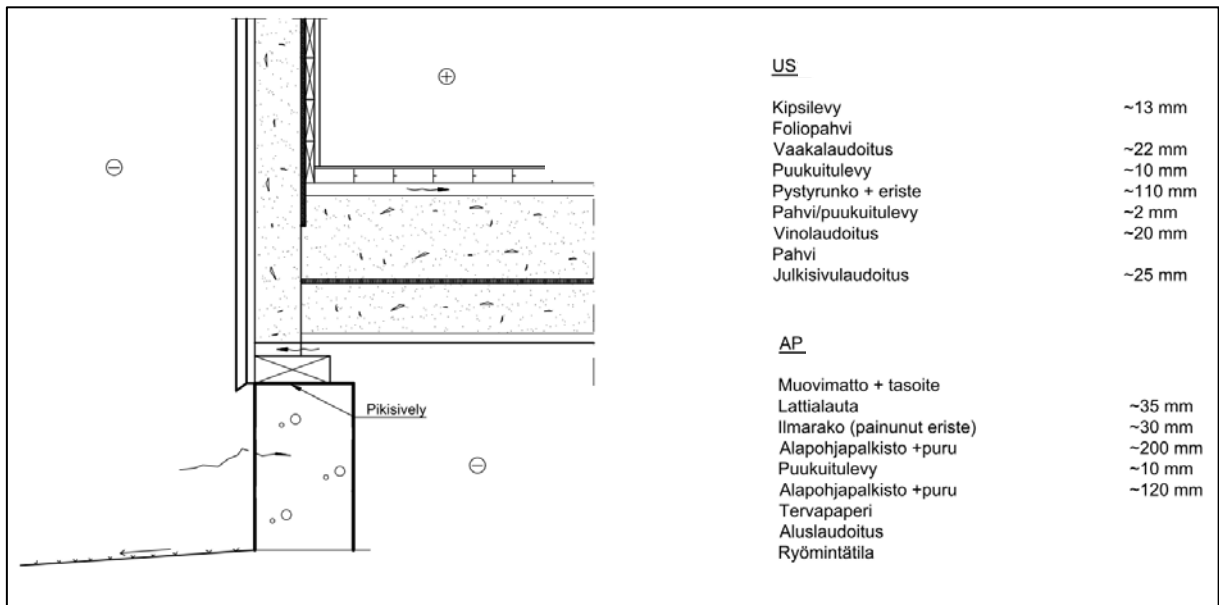 US
Kipsilevy ~13 mm
Foliopahvi
Vaakalaudoitus ~22 mm
Puukuitulevy ~10 mm
Pystyrunko + eriste ~110 mm
Pahvi/puukuitulevy ~2 mm
Vinolaudoitus ~20 mm
Pahvi
Julkisivulaudoitus ~25 mm
AP
Muovimatto + tasoite
Lattialauta ~35 mm
Ilmarako (painunut eriste) ~30 mm
Alapohjapalkisto +puru ~200 mm
Puukuitulevy ~10 mm
Alapohjapalkisto +puru ~120 mm
Tervapaperi
Aluslaudoitus
Ryömintätila
Pikisively